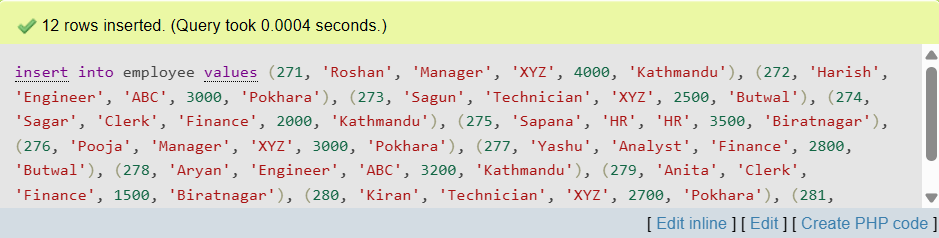 12 rows inserted. (Query took 0.0004 seconds.)
insert into employee values (271, 'Roshan', 'Manager', 'XYZ', 4000, 'Kathmandu'), (272, 'Harish',
'Engineer', 'ABC', 3000, 'Pokhara'), (273, 'Sagun', 'Technician', 'XYZ', 2500, 'Butwal'), (274,
'Sagar', 'Clerk', 'Finance', 2000, 'Kathmandu'), (275, 'Sapana', 'HR', 'HR', 3500, 'Biratnagar'),
(276, 'Pooja', 'Manager', 'XYZ', 3000, 'Pokhara'), (277, 'Yashu', 'Analyst', 'Finance', 2800,
'Butwal'), (278, 'Aryan', 'Engineer', 'ABC', 3200, 'Kathmandu'), (279, 'Anita', 'Clerk',
'Finance', 1500, 'Biratnagar'), (280, 'Kiran', 'Technician', 'XYZ', 2700, 'Pokhara'), (281,
[ Edit inline ] [ Edit ] [ Create PHP code ]